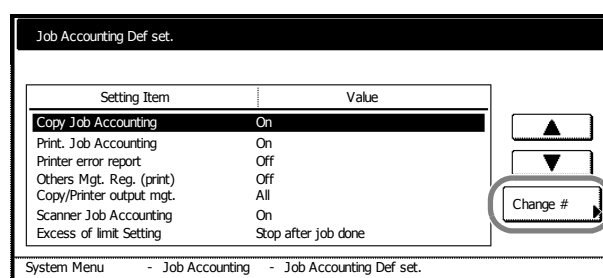 Job Accounting Def set.
Setting Item Value
Copy Job Accounting On
Print. Job Accounting On
Printer error report Off
Others Mgt. Reg. (print) Off
Copy/Printer output mgt. All
Scanner Job Accounting On
Excess of limit Setting Stop after job done
Change #
System Menu - Job Accounting - Job Accounting Def set.